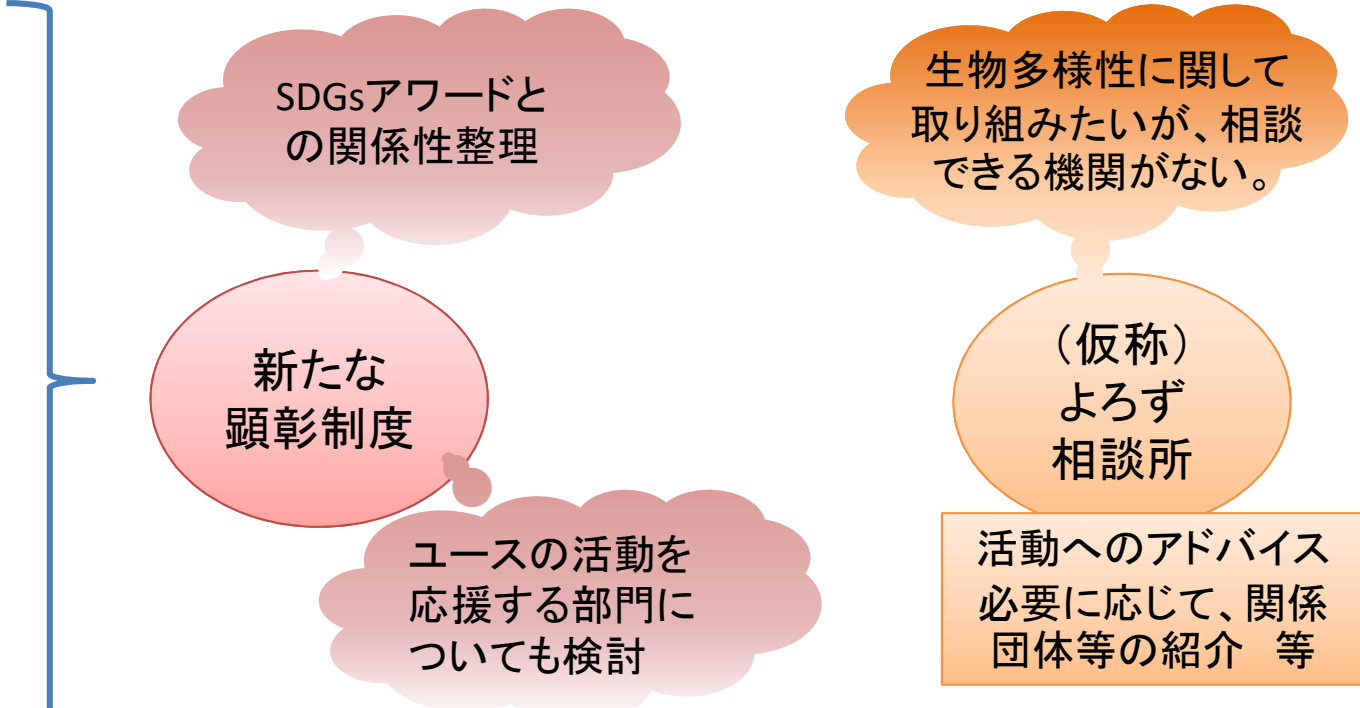 SDGsアワードと
の関係性整理
新たな
顕彰制度
ユースの活動を
応援する部門に
ついても検討
生物多様性に関して
取り組みたいが、相談
できる機関がない。
（仮称）
よろず
相談所
活動へのアドバイス
必要に応じて、関係
団体等の紹介　等